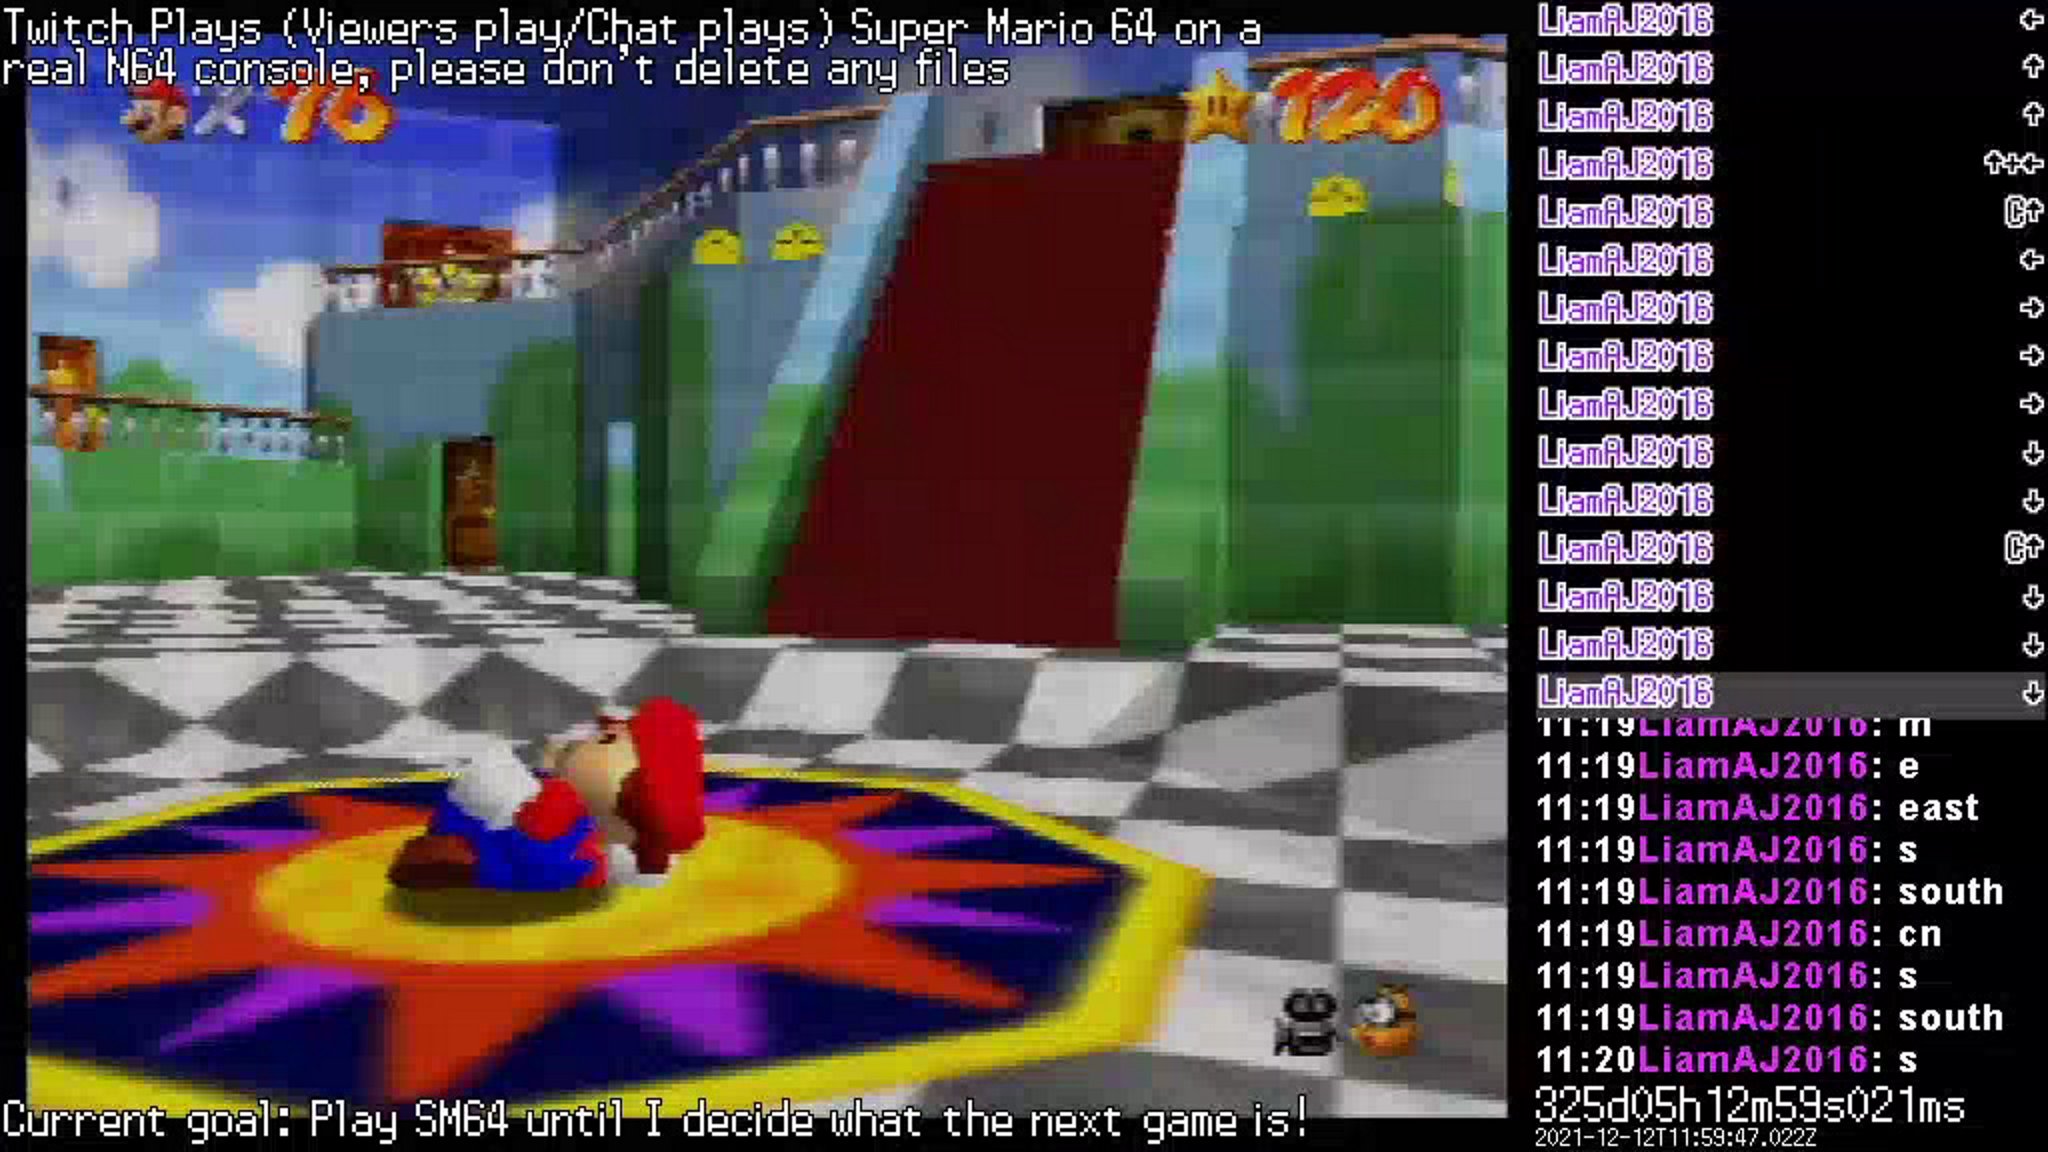 Twitch Plays (Viewers play/Chat plays) Super Mario 64 on a
real N64 console, please don't delete any files
120
LiamAJ2016 ←
LiamAJ2016 ↑
LiamAJ2016 ↑
LiamAJ2016 ↑+←
LiamAJ2016 C↑
LiamAJ2016 ←
LiamAJ2016 →
LiamAJ2016 →
LiamAJ2016 →
LiamAJ2016 ↓
LiamAJ2016 ↓
LiamAJ2016 C↑
LiamAJ2016 ↓
LiamAJ2016 ↓
LiamAJ2016 ↓
11:19LiamAJ2016: m
11:19LiamAJ2016: e
11:19LiamAJ2016: east
11:19LiamAJ2016: s
11:19LiamAJ2016: south
11:19LiamAJ2016: cn
11:19LiamAJ2016: s
11:19LiamAJ2016: south
11:20LiamAJ2016: s
325d05h12m59s021ms
2021-12-12T11:59:47.022Z
Current goal: Play SM64 until I decide what the next game is!